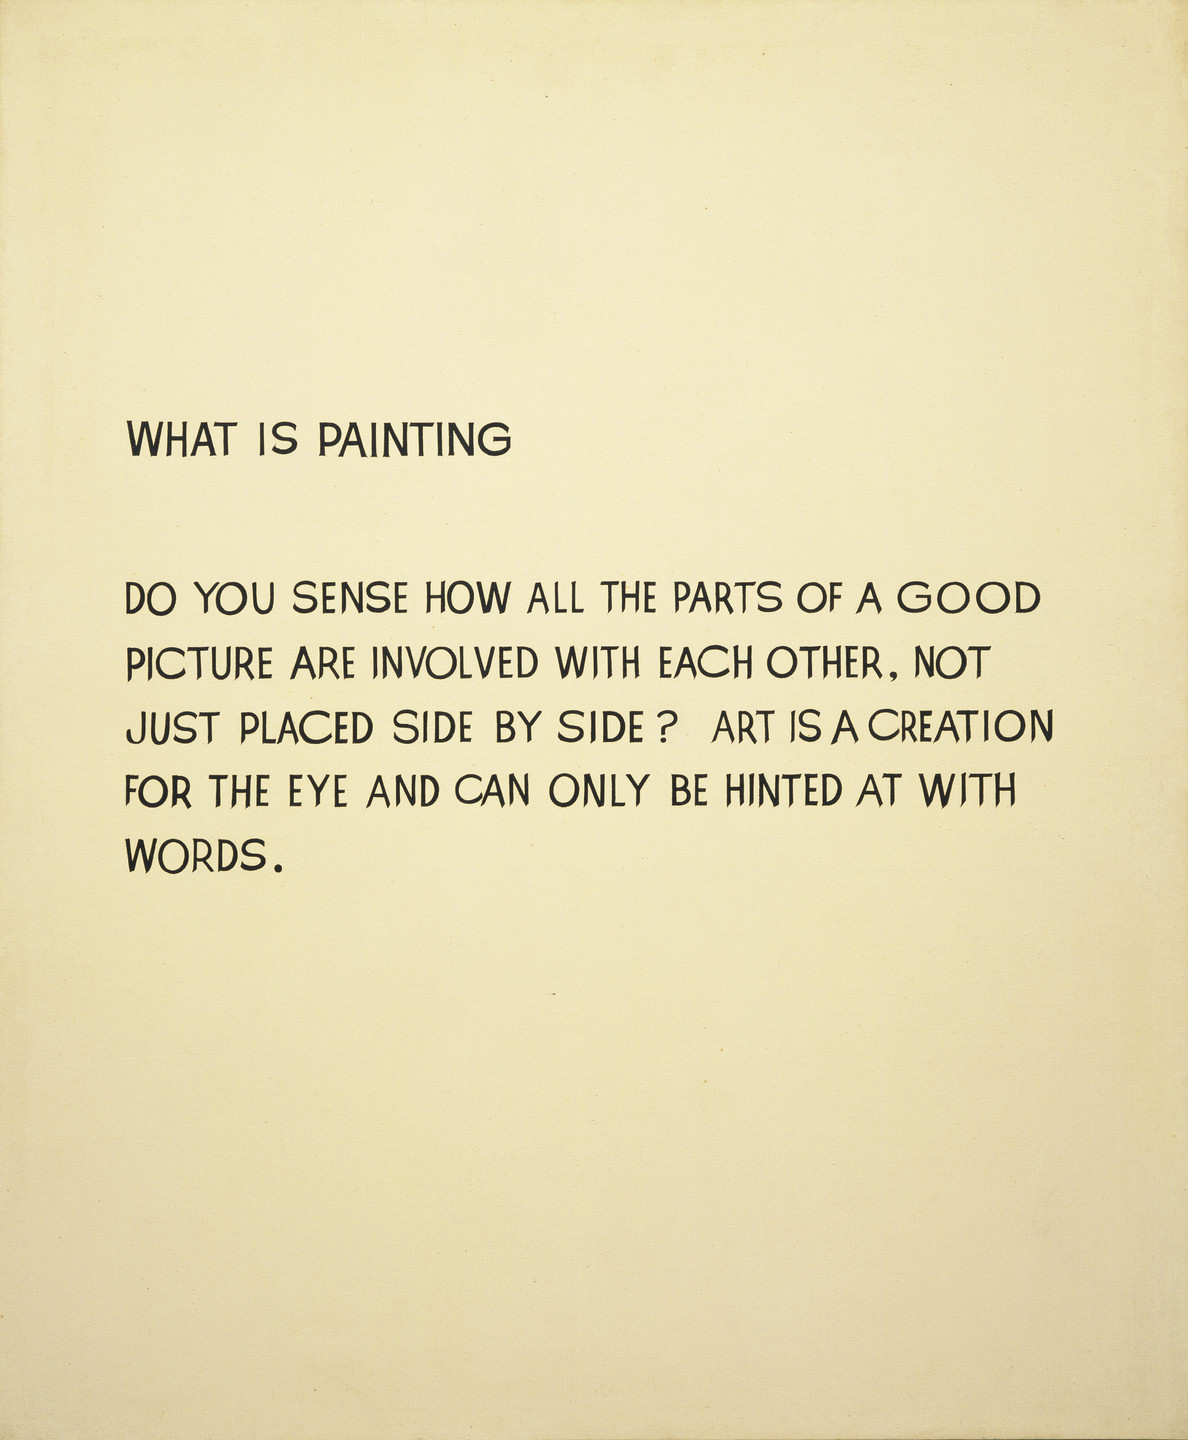 WHAT IS PAINTING
DO YOU SENSE HOW ALL THE PARTS OF A GOOD
PICTURE ARE INVOLVED WITH EACH OTHER, NOT
JUST PLACED SIDE BY SIDE? ART IS A CREATION
FOR THE EYE AND CAN ONLY BE HINTED AT WITH
WORDS.